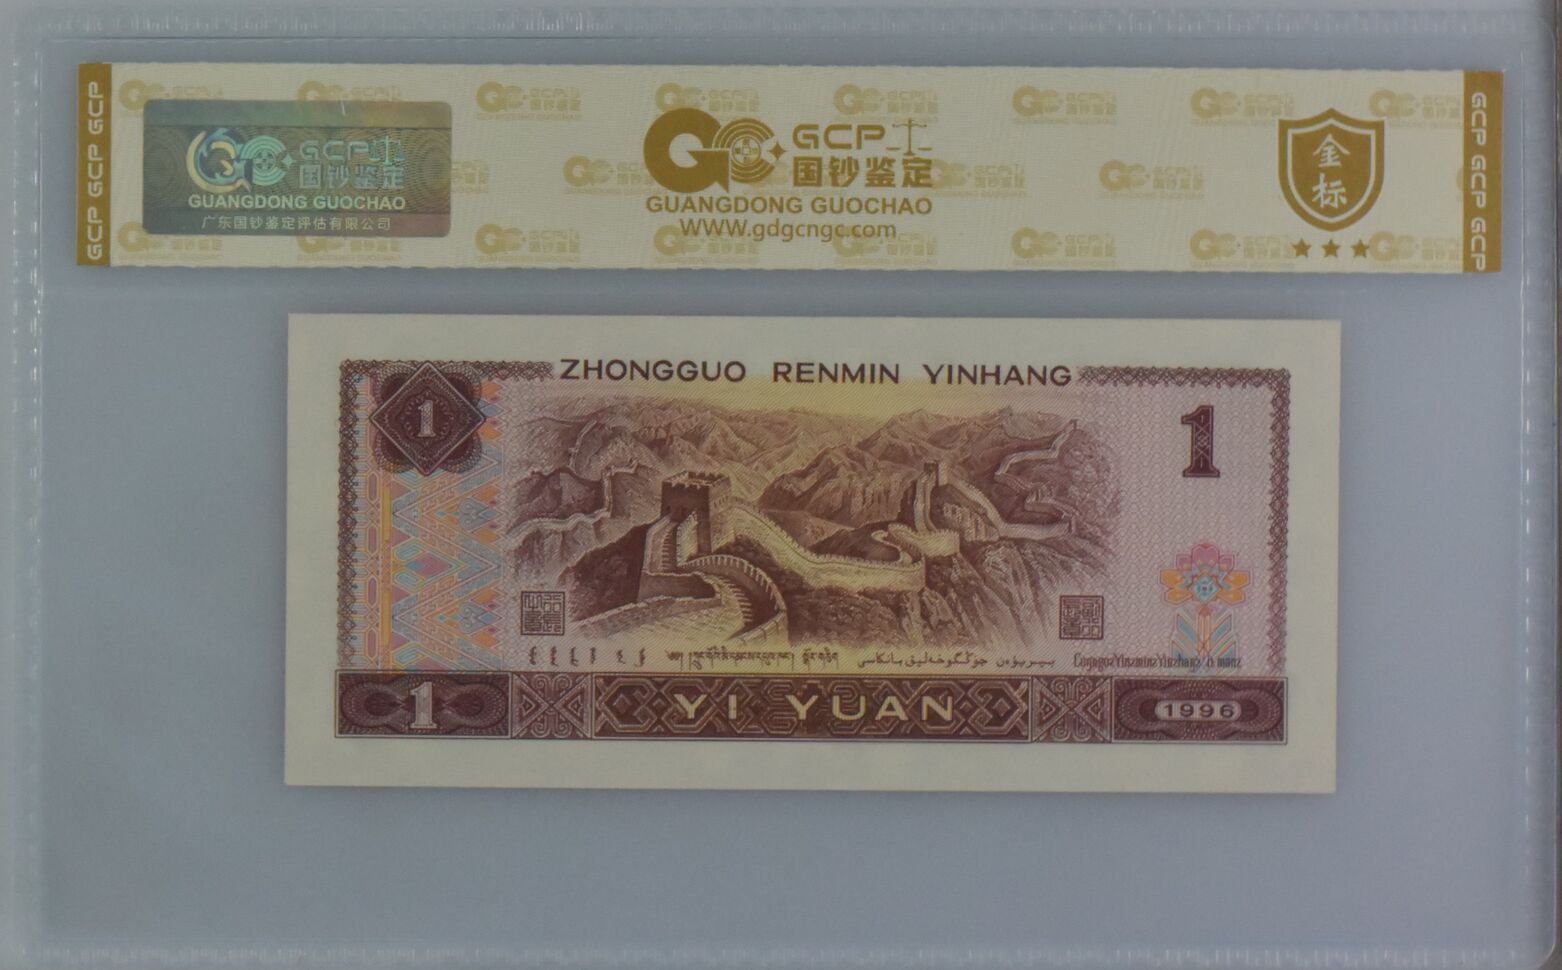 GCP GCP GCP
GCP
国钞鉴定
GUANGDONG GUOCHAO
广东国钞鉴定评估有限公司
GCP
国钞鉴定
GUANGDONG GUOCHAO
WWW.gdgcngc.com
金标
GCP GCP GCP
ZHONGGUO RENMIN YINHANG
1
1
1
YI YUAN
1996